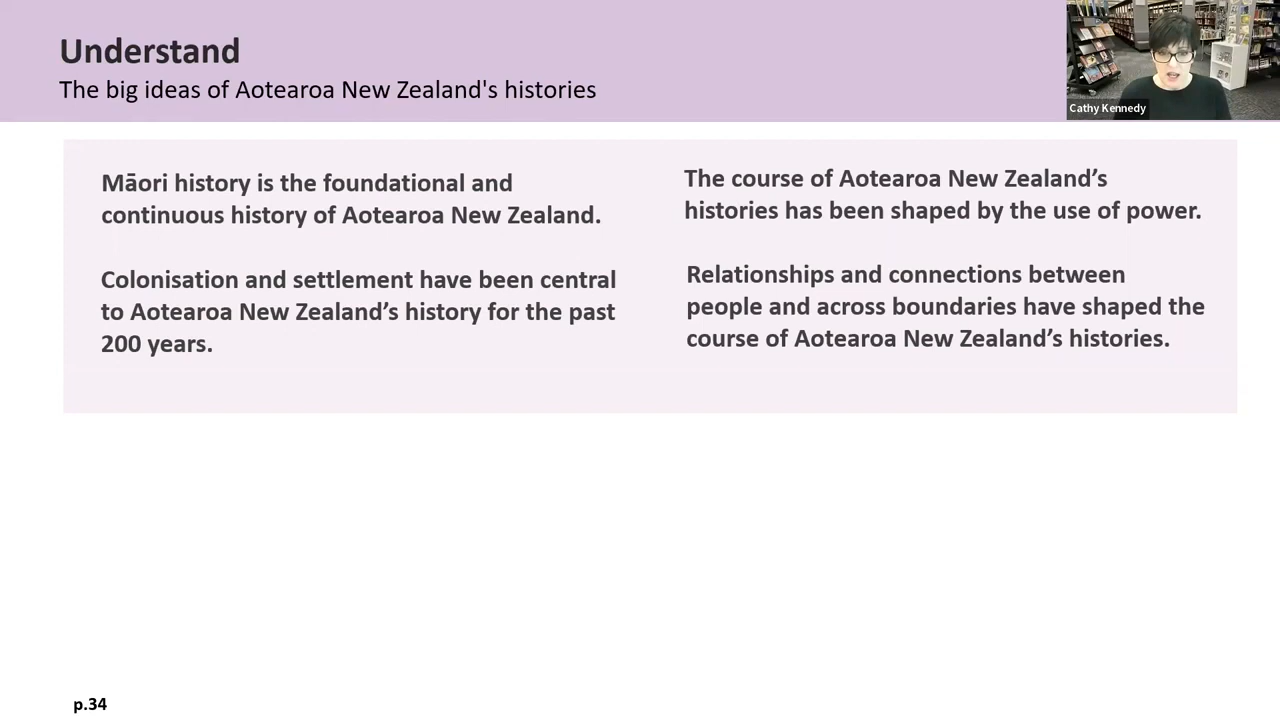 Understand
The big ideas of Aotearoa New Zealand's histories
Cathy Kennedy
Māori history is the foundational and
continuous history of Aotearoa New Zealand.
Colonisation and settlement have been central
to Aotearoa New Zealand’s history for the past
200 years.
The course of Aotearoa New Zealand’s
histories has been shaped by the use of power.
Relationships and connections between
people and across boundaries have shaped the
course of Aotearoa New Zealand’s histories.
p.34